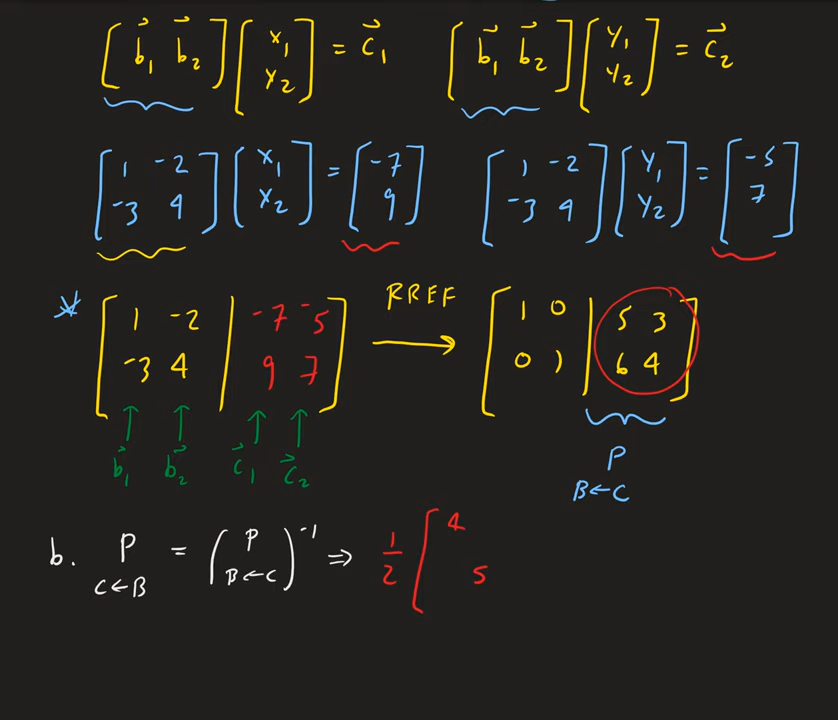 [b⃗₁ b⃗₂] [x₁ x₂] = c⃗₁ [b⃗₁ b⃗₂] [y₁ y₂] = c⃗₂
[1 -2; -3 4] [x₁ x₂] = [-7 9] [1 -2; -3 4] [y₁ y₂] = [-5 7]
* [1 -2 | -7 -5; -3 4 | 9 7] RREF → [1 0 | 5 3; 0 1 | 6 4]
↑ ↑ ↑ ↑
b⃗₁ b⃗₂ c⃗₁ c⃗₂
P
B←C
b. P = (P)⁻¹ ⇒ 1/2 [4
C←B B←C 5